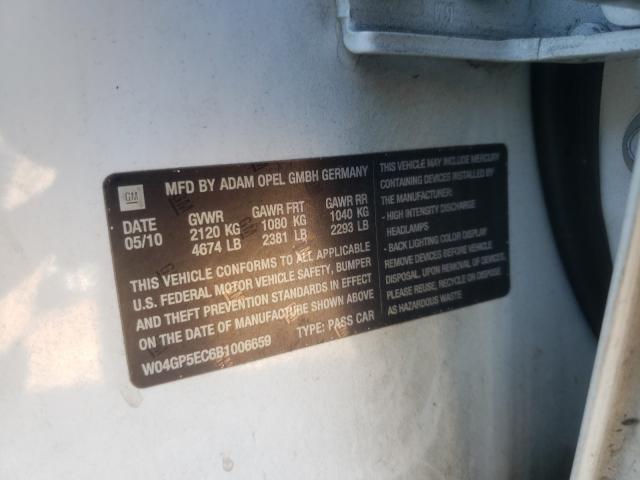 GM
MFD BY ADAM OPEL GMBH GERMANY
DATE GVWR GAWR FRT GAWR RR
05/10 2120 KG 1080 KG 1040 KG
4674 LB 2381 LB 2293 LB
THIS VEHICLE CONFORMS TO ALL APPLICABLE
U.S. FEDERAL MOTOR VEHICLE SAFETY, BUMPER
AND THEFT PREVENTION STANDARDS IN EFFECT
ON THE DATE OF MANUFACTURE SHOWN ABOVE
W04GP5EC6B1006659 TYPE: PASS CAR
THIS VEHICLE MAY INCLUDE MERCURY
CONTAINING DEVICES INSTALLED BY
THE MANUFACTURER:
- HIGH INTENSITY DISCHARGE
HEADLAMPS
- BACK LIGHTING COLOR DISPLAY
REMOVE DEVICES BEFORE VEHICLE
DISPOSAL. UPON REMOVAL OF DEVICES,
PLEASE REUSE, RECYCLE OR DISPOSE
AS HAZARDOUS WASTE